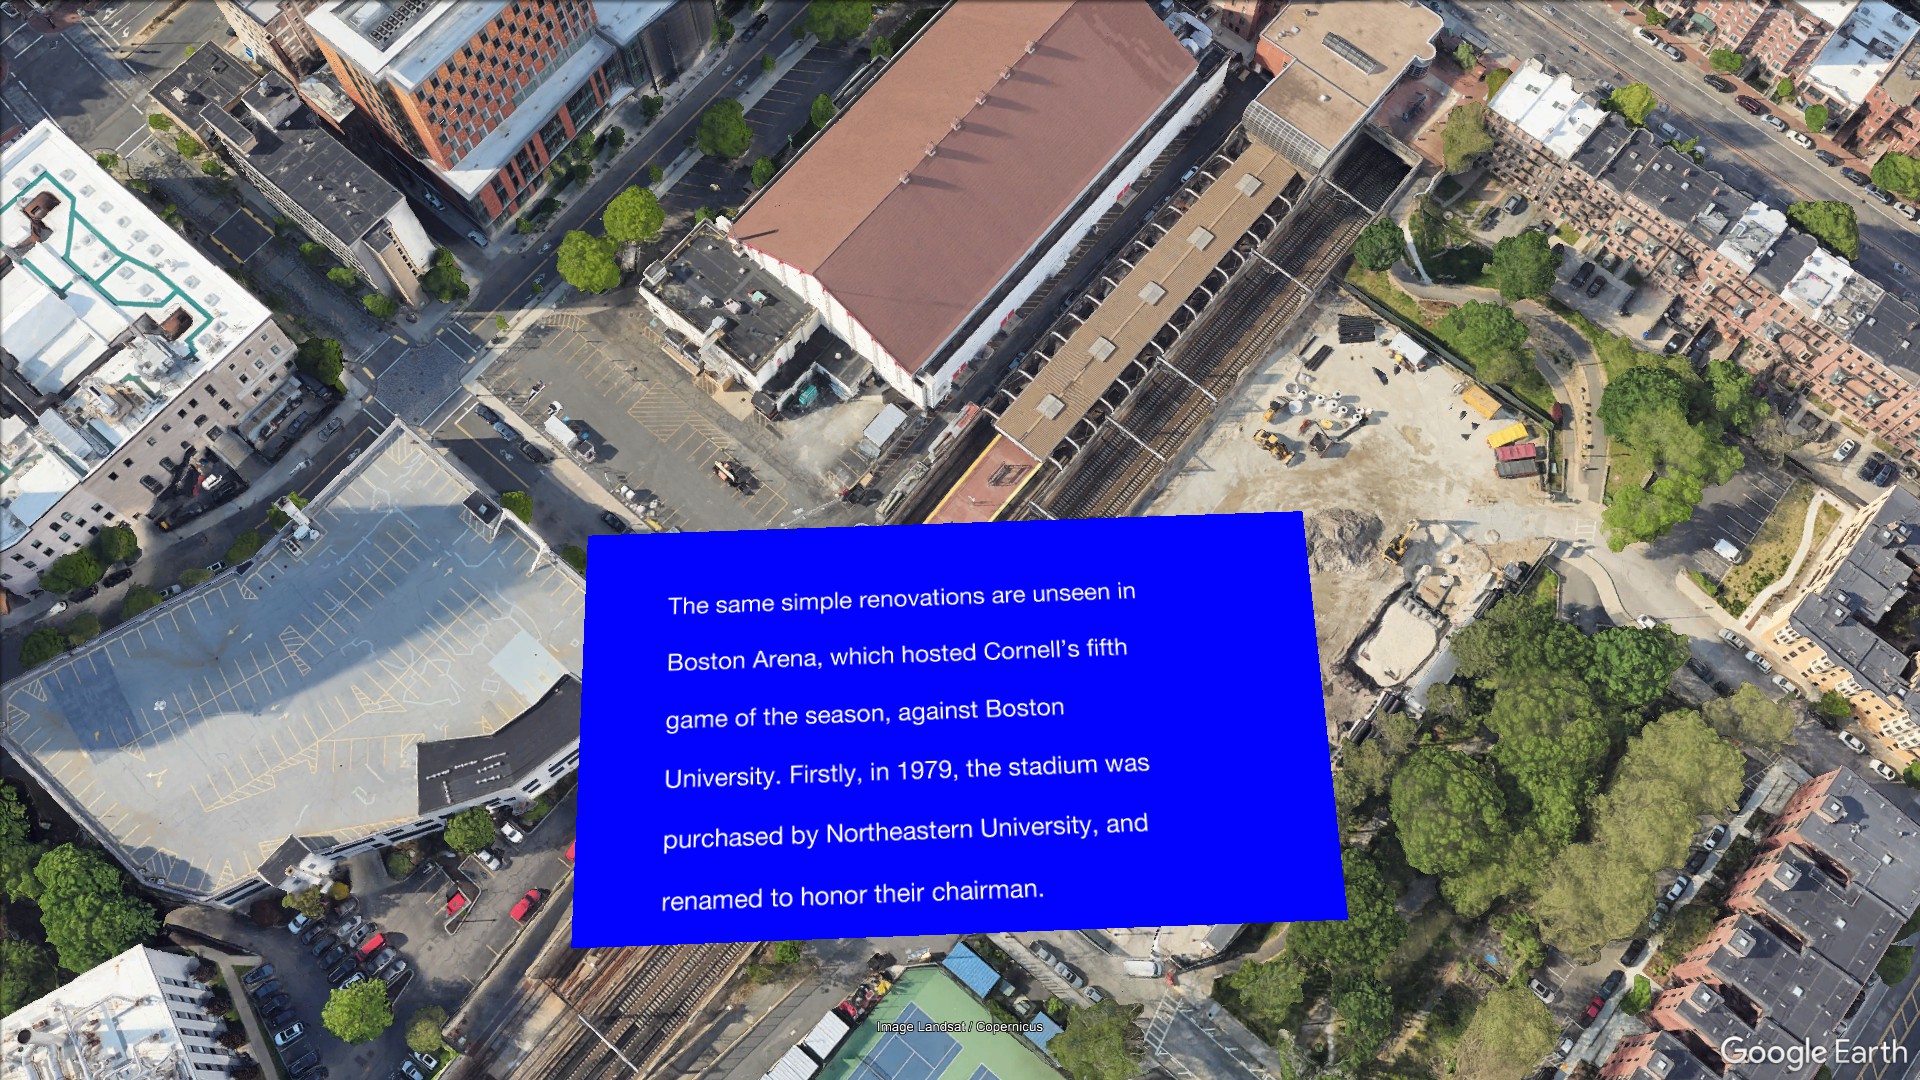 The same simple renovations are unseen in
Boston Arena, which hosted Cornell’s fifth
game of the season, against Boston
University. Firstly, in 1979, the stadium was
purchased by Northeastern University, and
renamed to honor their chairman.
Image Landsat / Copernicus
Google Earth